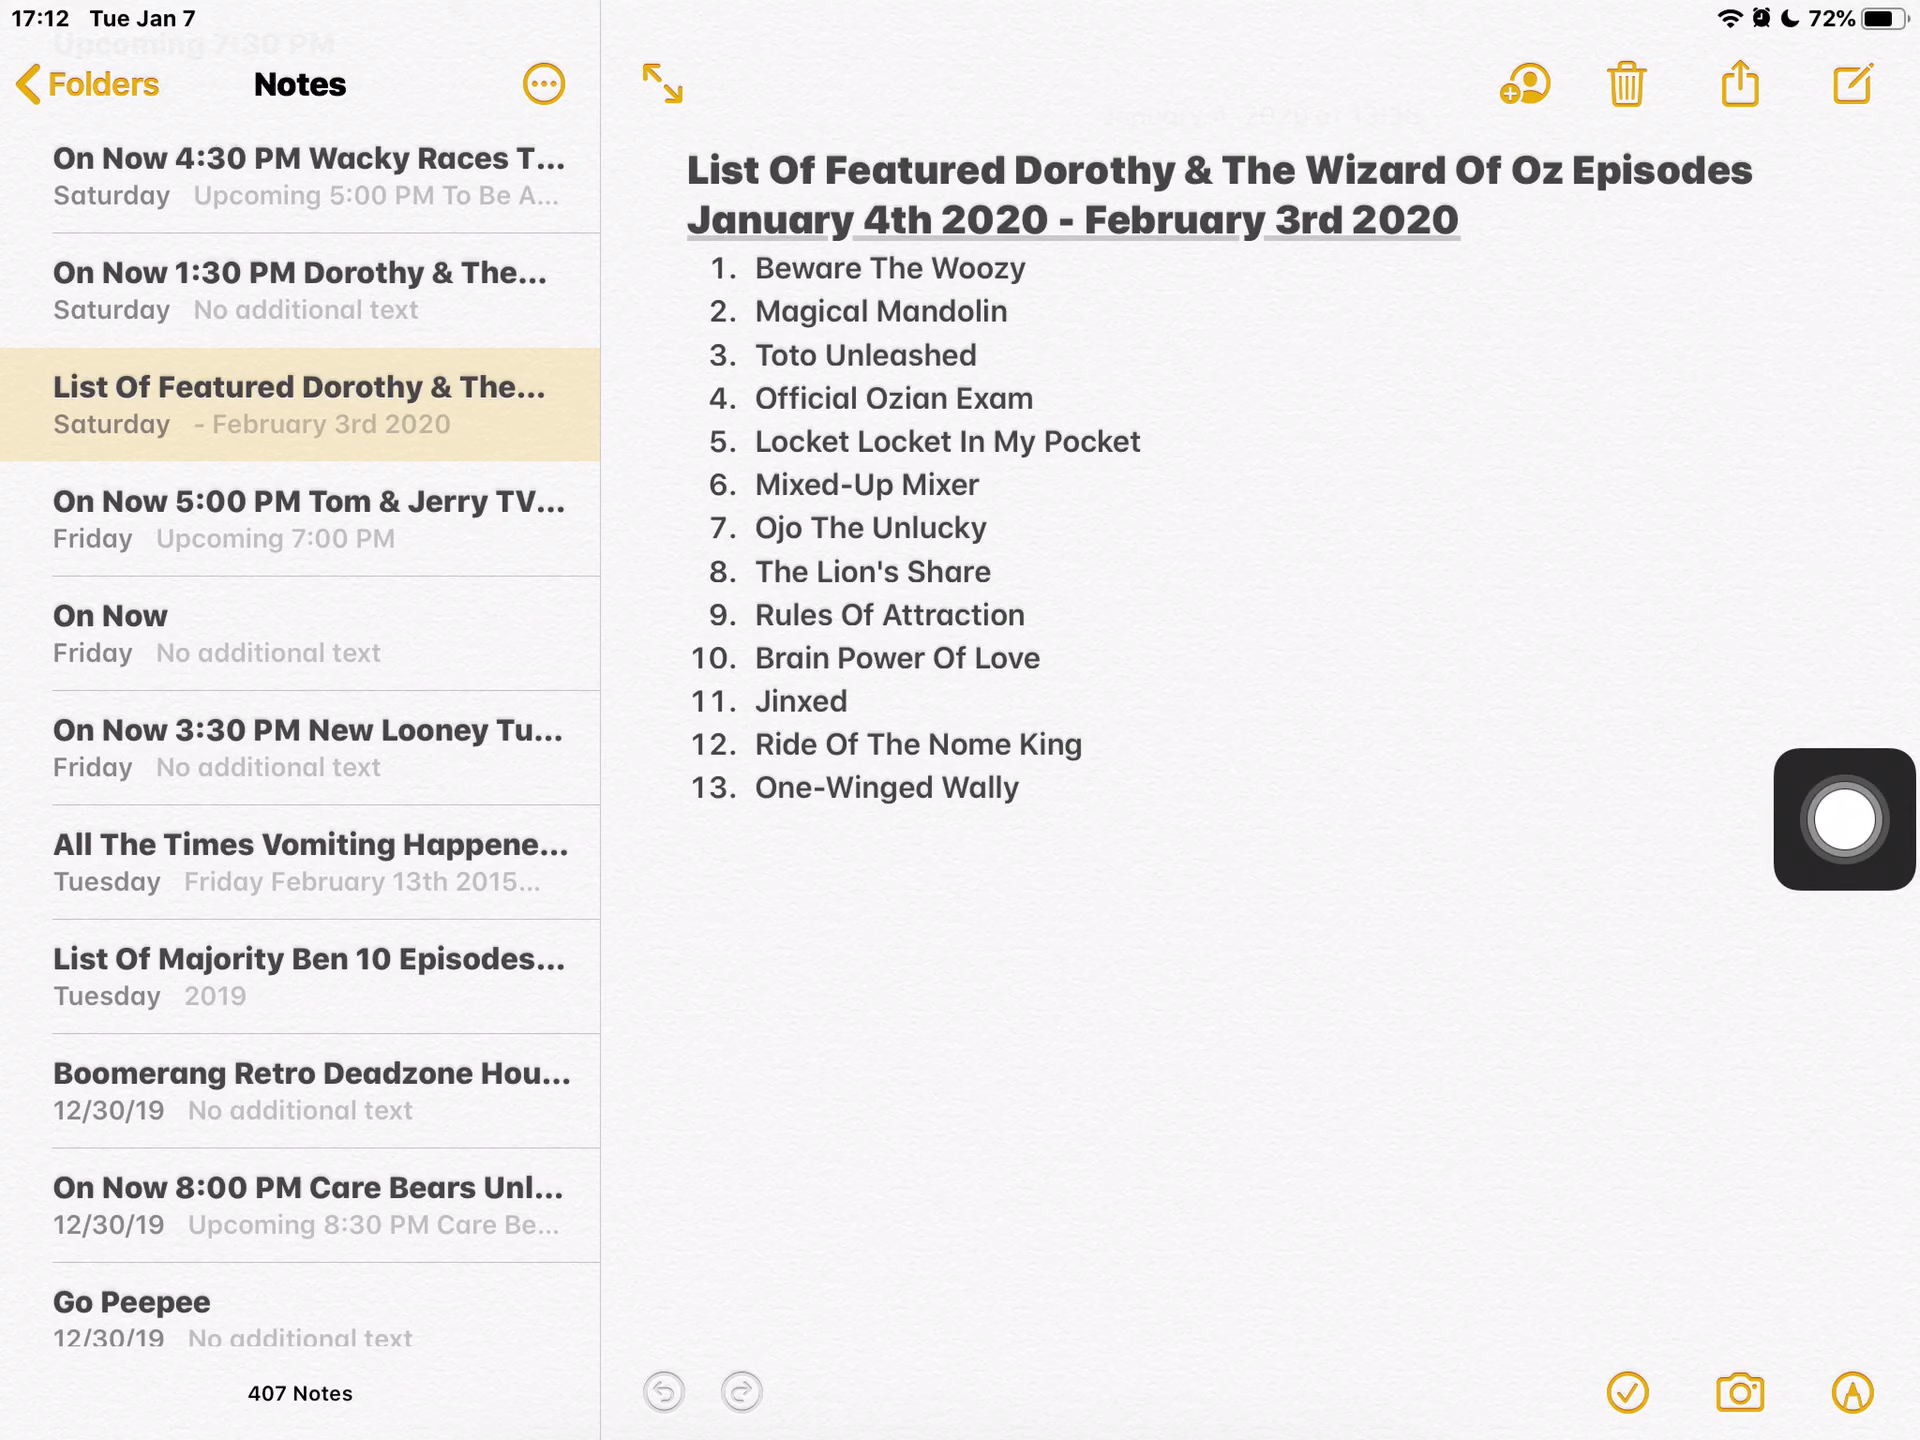 17:12 Tue Jan 7
72%
Upcoming 7:30 PM
Folders
Notes
On Now 4:30 PM Wacky Races T...
Saturday Upcoming 5:00 PM To Be A...
On Now 1:30 PM Dorothy & The...
Saturday No additional text
List Of Featured Dorothy & The...
Saturday - February 3rd 2020
On Now 5:00 PM Tom & Jerry TV...
Friday Upcoming 7:00 PM
On Now
Friday No additional text
On Now 3:30 PM New Looney Tu...
Friday No additional text
All The Times Vomiting Happene...
Tuesday Friday February 13th 2015...
List Of Majority Ben 10 Episodes...
Tuesday 2019
Boomerang Retro Deadzone Hou...
12/30/19 No additional text
On Now 8:00 PM Care Bears Unl...
12/30/19 Upcoming 8:30 PM Care Be...
Go Peepee
12/30/19 No additional text
407 Notes
List Of Featured Dorothy & The Wizard Of Oz Episodes
January 4th 2020 - February 3rd 2020
1. Beware The Woozy
2. Magical Mandolin
3. Toto Unleashed
4. Official Ozian Exam
5. Locket Locket In My Pocket
6. Mixed-Up Mixer
7. Ojo The Unlucky
8. The Lion's Share
9. Rules Of Attraction
10. Brain Power Of Love
11. Jinxed
12. Ride Of The Nome King
13. One-Winged Wally